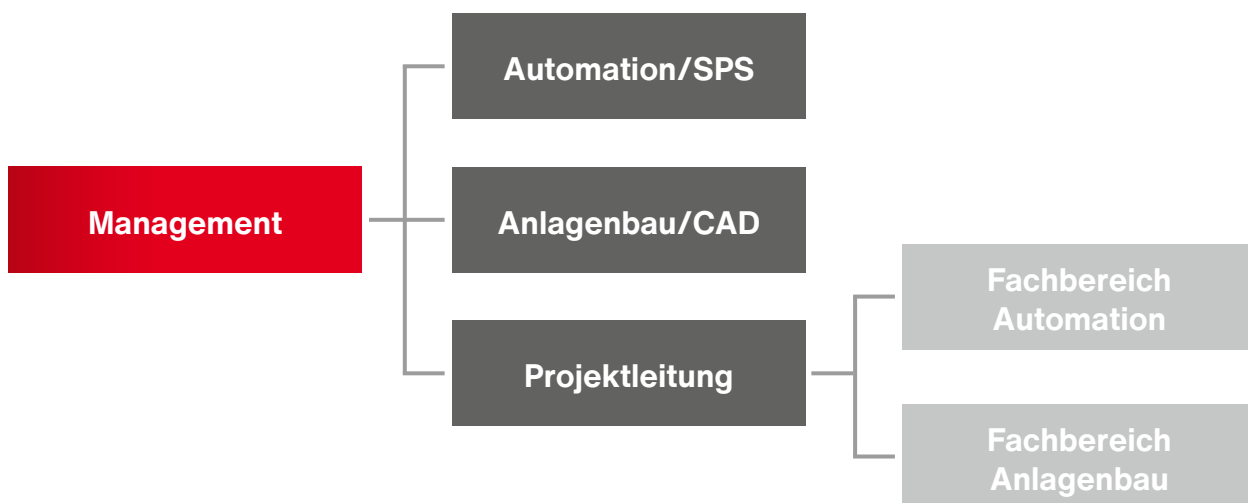 Automation/SPS
Management
Anlagenbau/CAD
Projektleitung
Fachbereich
Automation
Fachbereich
Anlagenbau